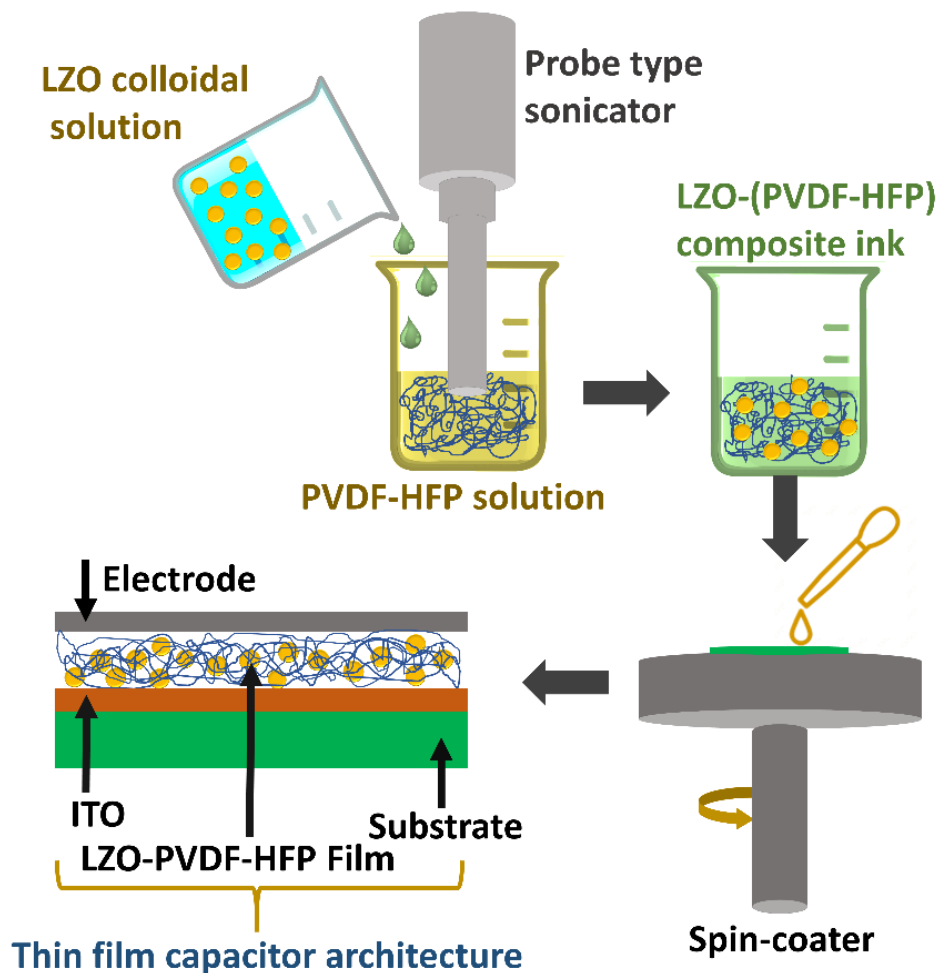 LZO colloidal
solution
Probe type
sonicator
LZO-(PVDF-HFP)
composite ink
PVDF-HFP solution
Electrode
ITO
Substrate
LZO-PVDF-HFP Film
Thin film capacitor architecture
Spin-coater